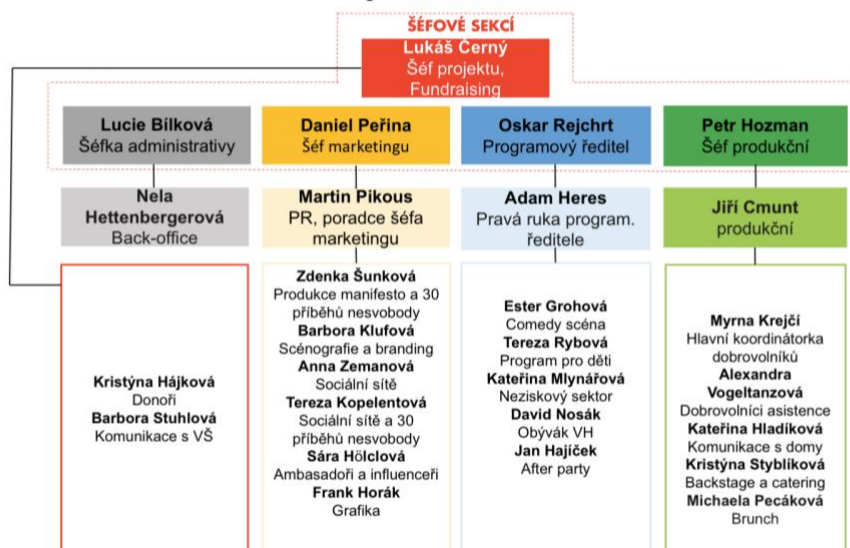 ŠÉFOVÉ SEKCÍ
Lukáš Černý
Šéf projektu,
Fundraising
Lucie Bílková
Šéfka administrativy
Daniel Peřina
Šéf marketingu
Oskar Rejchrt
Programový ředitel
Petr Hozman
Šéf produkční
Nela
Hettenbergerová
Back-office
Martin Pikous
PR, poradce šéfa
marketingu
Adam Heres
Pravá ruka program.
ředitele
Jiří Cmunt
produkční
Kristýna Hájková
Donoři
Barbora Stuhlová
Komunikace s VŠ
Zdenka Šunková
Produkce manifesto a 30
příběhů nesvobody
Barbora Klufová
Scénografie a branding
Anna Zemanová
Sociální sítě
Tereza Kopelentová
Sociální sítě a 30
příběhů nesvobody
Sára Hölclová
Ambasadoři a influenceři
Frank Horák
Grafika
Ester Grohová
Comedy scéna
Tereza Rybová
Program pro děti
Kateřina Mlynářová
Neziskový sektor
David Nosák
Obývák VH
Jan Hajíček
After party
Myrna Krejčí
Hlavní koordinátorka
dobrovolníků
Alexandra
Vogeltanzová
Dobrovolníci asistence
Kateřina Hladíková
Komunikace s domy
Kristýna Styblíková
Backstage a catering
Michaela Pecáková
Brunch